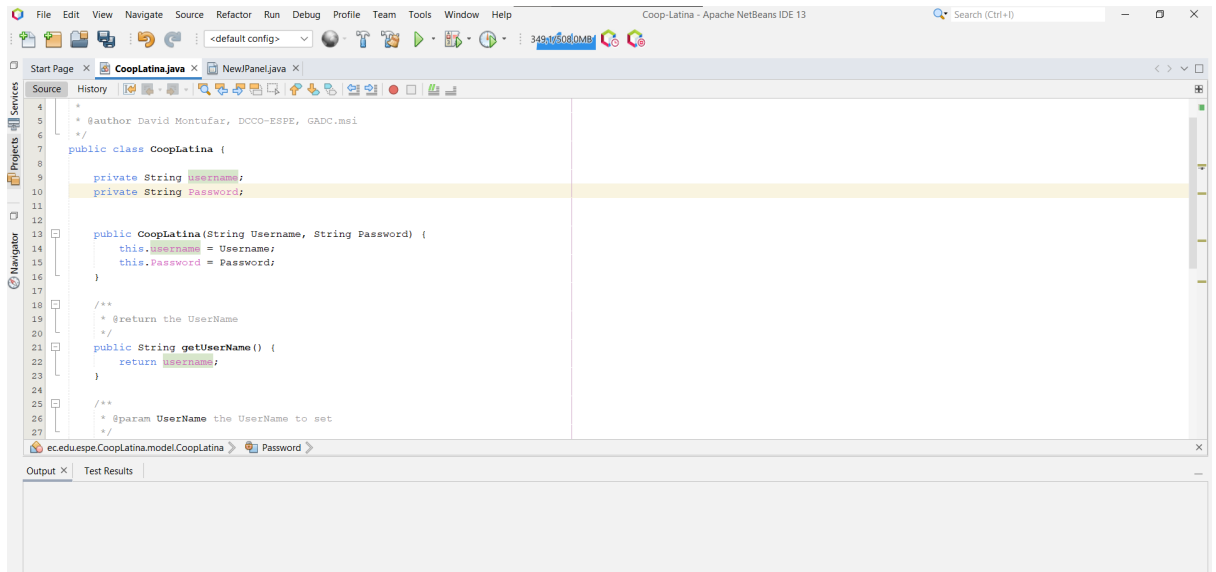 File Edit View Navigate Source Refactor Run Debug Profile Team Tools Window Help Coop-Latina - Apache NetBeans IDE 13 Search (Ctrl+I)
<default config>
Start Page CoopLatina.java NewJPanel.java
Source History
Services
Projects
Navigator
4 *
5 * @author David Montufar, DCCO-ESPE, GADC.msi
6 */
7 public class CoopLatina {
8
9 private String username;
10 private String Password;
11
12
13 public CoopLatina(String Username, String Password) {
14 this.username = Username;
15 this.Password = Password;
16 }
17
18 /**
19 * @return the UserName
20 */
21 public String getUserName() {
22 return username;
23 }
24
25 /**
26 * @param UserName the UserName to set
27 */
ec.edu.espe.CoopLatina.model.CoopLatina Password
Output Test Results